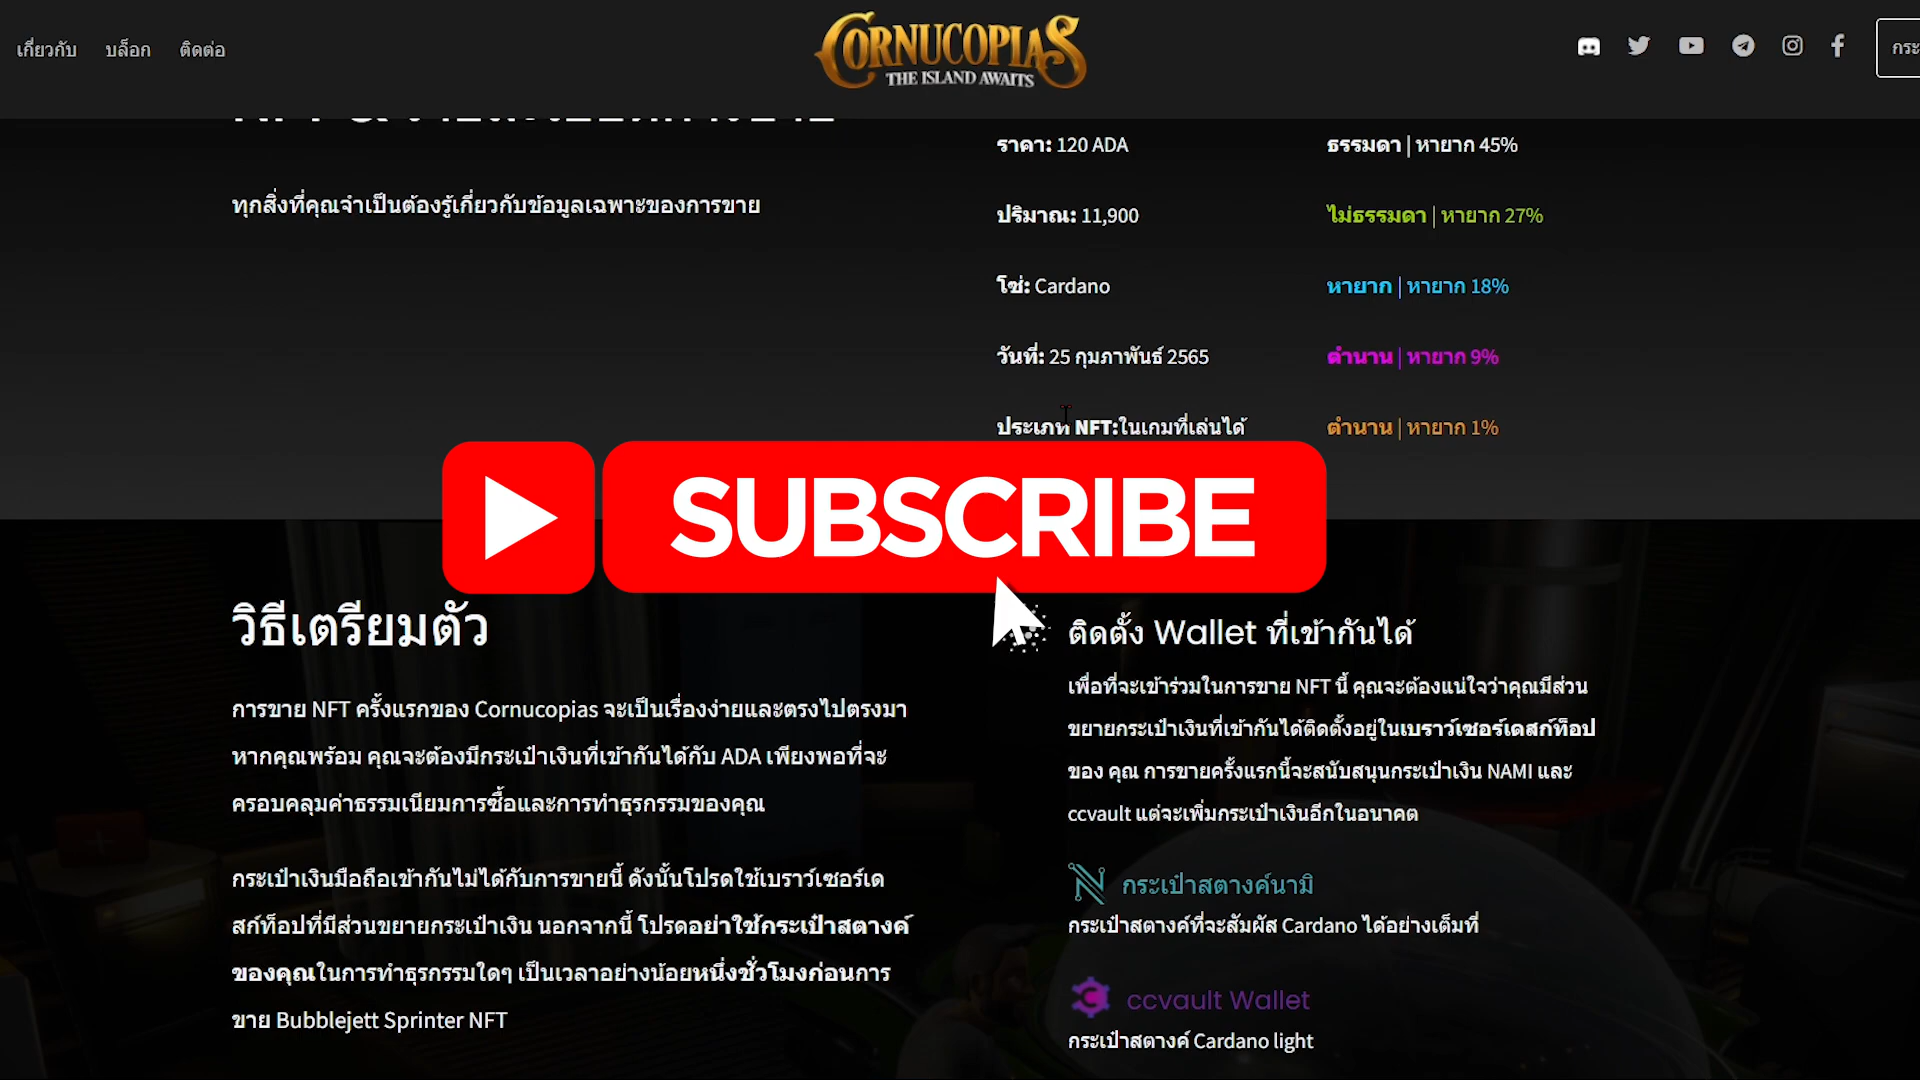 เกี่ยวกับ บล็อก ติดต่อ
CORNUCOPIAS
THE ISLAND AWAITS
กระ
ทุกสิ่งที่คุณจำเป็นต้องรู้เกี่ยวกับข้อมูลเฉพาะของการขาย
ราคา: 120 ADA
ปริมาณ: 11,900
โซ่: Cardano
วันที่: 25 กุมภาพันธ์ 2565
ประเภท NFT:ในเกมที่เล่นได้
ธรรมดา | หายาก 45%
ไม่ธรรมดา | หายาก 27%
หายาก | หายาก 18%
ตำนาน | หายาก 9%
ตำนาน | หายาก 1%
SUBSCRIBE
วิธีเตรียมตัว
การขาย NFT ครั้งแรกของ Cornucopias จะเป็นเรื่องง่ายและตรงไปตรงมา
หากคุณพร้อม คุณจะต้องมีกระเป๋าเงินที่เข้ากันได้กับ ADA เพียงพอที่จะ
ครอบคลุมค่าธรรมเนียมการซื้อและการทำธุรกรรมของคุณ
กระเป๋าเงินมือถือเข้ากันไม่ได้กับการขายนี้ ดังนั้นโปรดใช้เบราว์เซอร์เด
สก์ท็อปที่มีส่วนขยายกระเป๋าเงิน นอกจากนี้ โปรดอย่าใช้กระเป๋าสตางค์
ของคุณในการทำธุรกรรมใดๆ เป็นเวลาอย่างน้อยหนึ่งชั่วโมงก่อนการ
ขาย Bubblejett Sprinter NFT
ติดตั้ง Wallet ที่เข้ากันได้
เพื่อที่จะเข้าร่วมในการขาย NFT นี้ คุณจะต้องแน่ใจว่าคุณมีส่วน
ขยายกระเป๋าเงินที่เข้ากันได้ติดตั้งอยู่ในเบราว์เซอร์เดสก์ท็อป
ของ คุณ การขายครั้งแรกนี้จะสนับสนุนกระเป๋าเงิน NAMI และ
ccvault แต่จะเพิ่มกระเป๋าเงินอีกในอนาคต
กระเป๋าสตางค์นามิ
กระเป๋าสตางค์ที่จะสัมผัส Cardano ได้อย่างเต็มที่
ccvault Wallet
กระเป๋าสตางค์ Cardano light